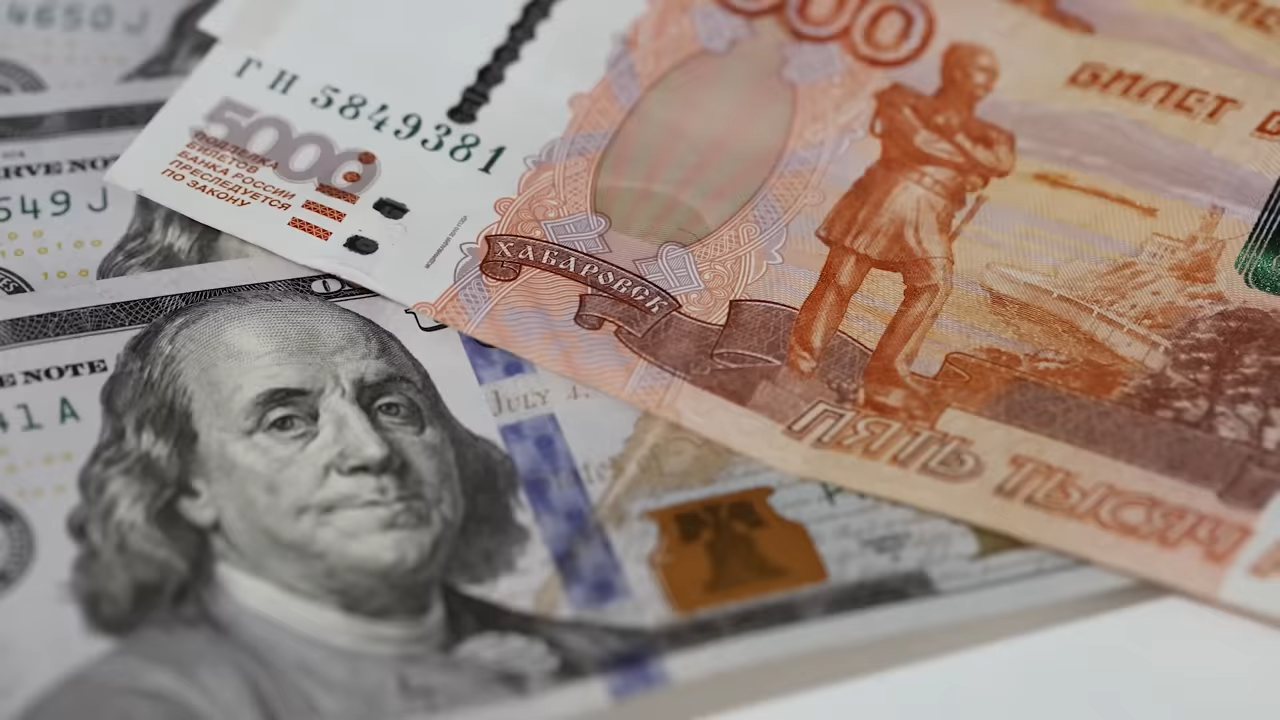 4650 J
RVE NO
549 J
E NOTE
41 A
JULY 4,
ГН 5849381
5000
ПОДДЕЛКА
БИЛЕТОВ
БАНКА РОССИИ
ПРЕСЛЕДУЕТСЯ
ПО ЗАКОНУ
000
БИЛЕТ
ХАБАРОВСК
ПЯТЬ ТЫСЯЧ